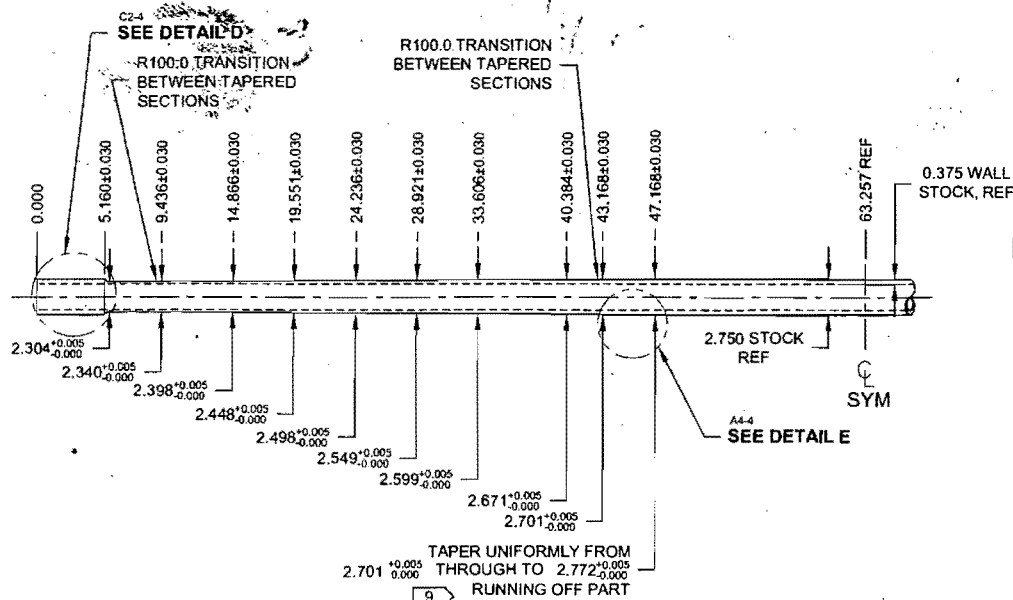 C2-4
SEE DETAIL D
R100.0 TRANSITION
BETWEEN TAPERED
SECTIONS
R100.0 TRANSITION
BETWEEN TAPERED
SECTIONS
0.000
5.160±0.030
9.436±0.030
14.866±0.030
19.551±0.030
24.236±0.030
28.921±0.030
33.606±0.030
40.384±0.030
43.168±0.030
47.168±0.030
63.257 REF
0.375 WALL
STOCK, REF
2.304 +0.005 -0.000
2.340 +0.005 -0.000
2.398 +0.005 -0.000
2.448 +0.005 -0.000
2.498 +0.005 -0.000
2.549 +0.005 -0.000
2.599 +0.005 -0.000
2.671 +0.005 -0.000
2.701 +0.005 -0.000
2.750 STOCK
REF
CL
SYM
A4-4
SEE DETAIL E
TAPER UNIFORMLY FROM
2.701 +0.005 0.000 THROUGH TO 2.772 +0.005 -0.000
RUNNING OFF PART
9